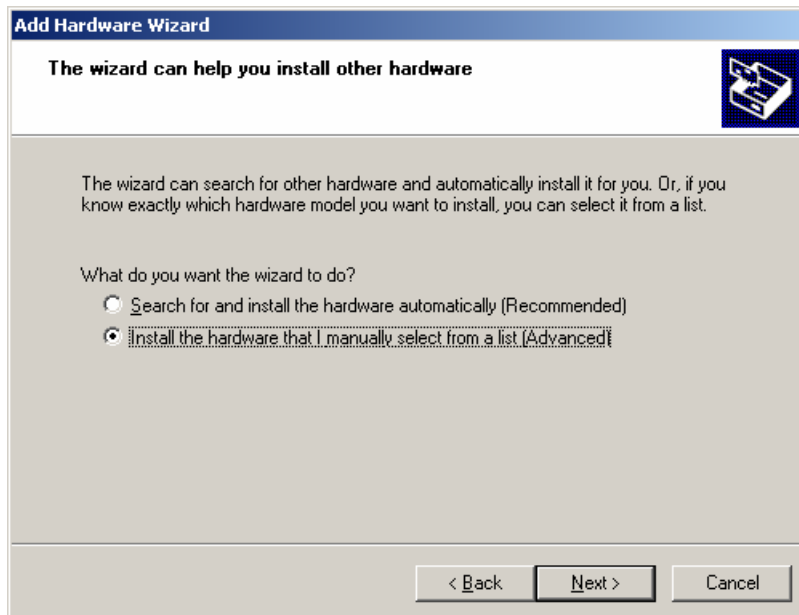 Add Hardware Wizard
The wizard can help you install other hardware
The wizard can search for other hardware and automatically install it for you. Or, if you
know exactly which hardware model you want to install, you can select it from a list.
What do you want the wizard to do?
Search for and install the hardware automatically (Recommended)
Install the hardware that I manually select from a list (Advanced)
< Back Next > Cancel